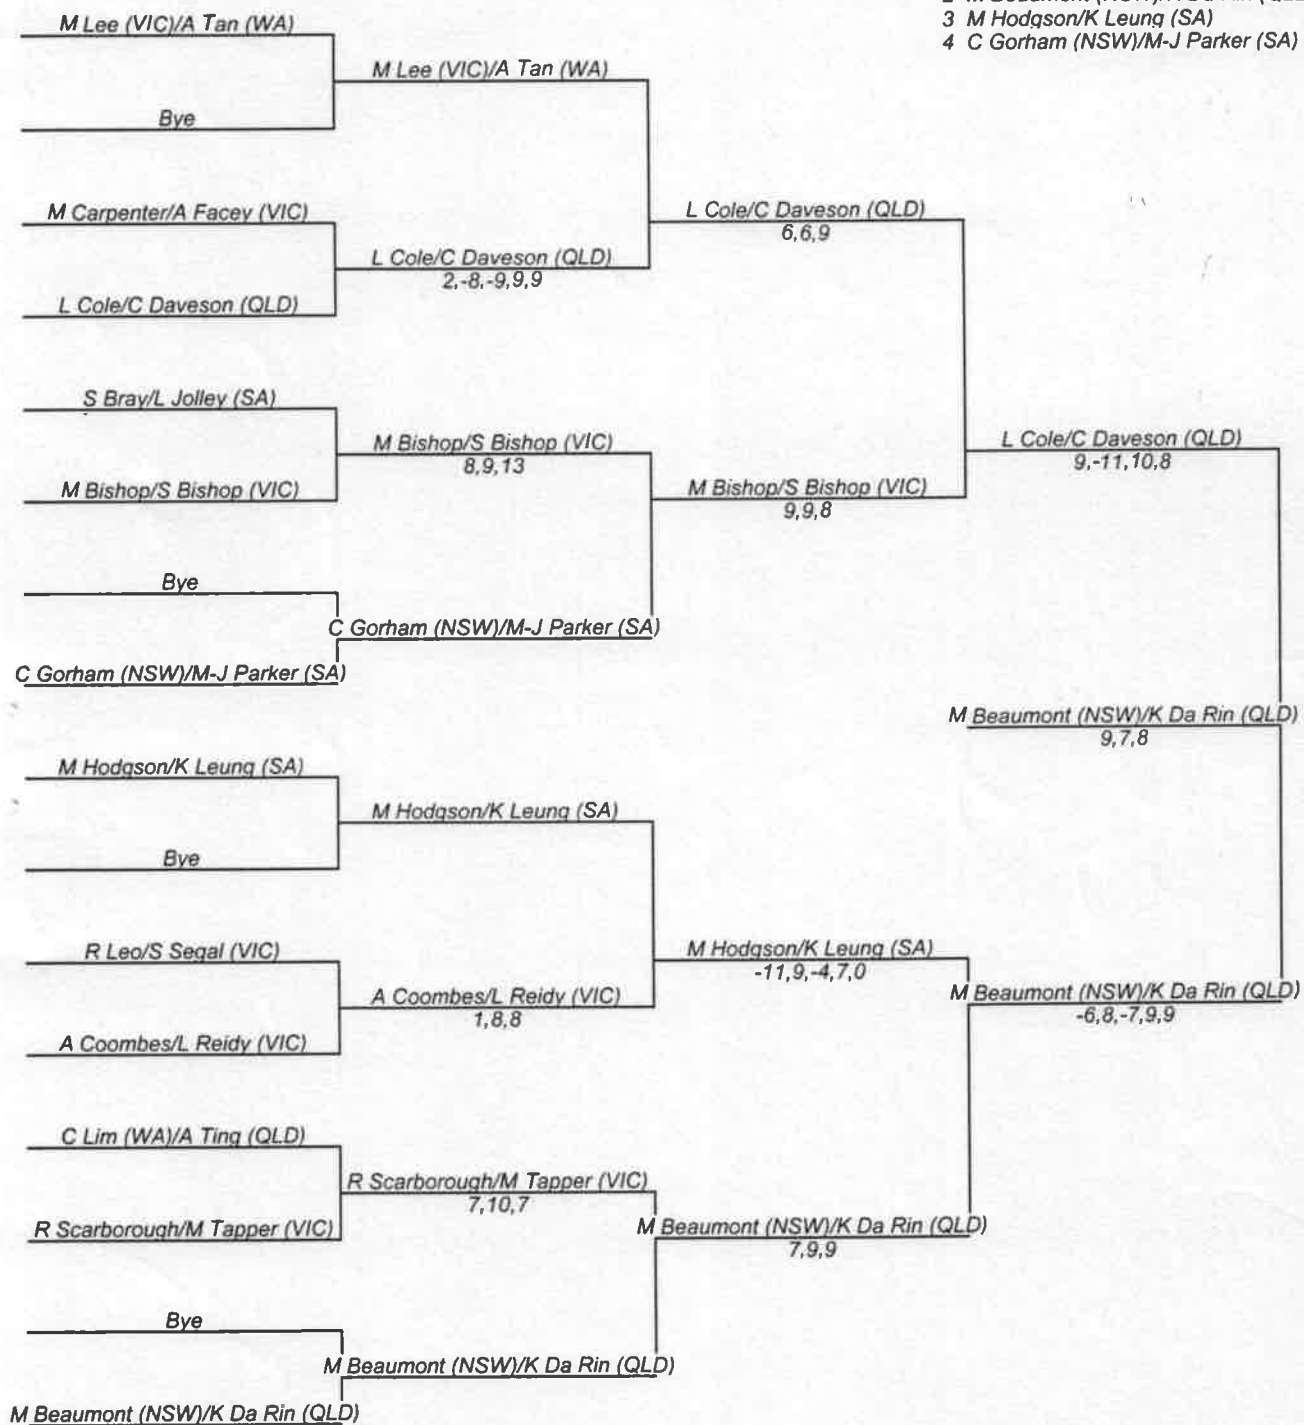 3 M Hodgson/K Leung (SA)
4 C Gorham (NSW)/M-J Parker (SA)
M Lee (VIC)/A Tan (WA)
M Lee (VIC)/A Tan (WA)
Bye
M Carpenter/A Facey (VIC)
L Cole/C Daveson (QLD)
6,6,9
L Cole/C Daveson (QLD)
2,-8,-9,9,9
L Cole/C Daveson (QLD)
S Bray/L Jolley (SA)
M Bishop/S Bishop (VIC)
8,9,13
L Cole/C Daveson (QLD)
9,-11,10,8
M Bishop/S Bishop (VIC)
M Bishop/S Bishop (VIC)
9,9,8
Bye
C Gorham (NSW)/M-J Parker (SA)
C Gorham (NSW)/M-J Parker (SA)
M Beaumont (NSW)/K Da Rin (QLD)
9,7,8
M Hodgson/K Leung (SA)
M Hodgson/K Leung (SA)
Bye
R Leo/S Segal (VIC)
M Hodgson/K Leung (SA)
-11,9,-4,7,0
A Coombes/L Reidy (VIC)
1,8,8
M Beaumont (NSW)/K Da Rin (QLD)
-6,8,-7,9,9
A Coombes/L Reidy (VIC)
C Lim (WA)/A Ting (QLD)
R Scarborough/M Tapper (VIC)
7,10,7
R Scarborough/M Tapper (VIC)
M Beaumont (NSW)/K Da Rin (QLD)
7,9,9
Bye
M Beaumont (NSW)/K Da Rin (QLD)
M Beaumont (NSW)/K Da Rin (QLD)